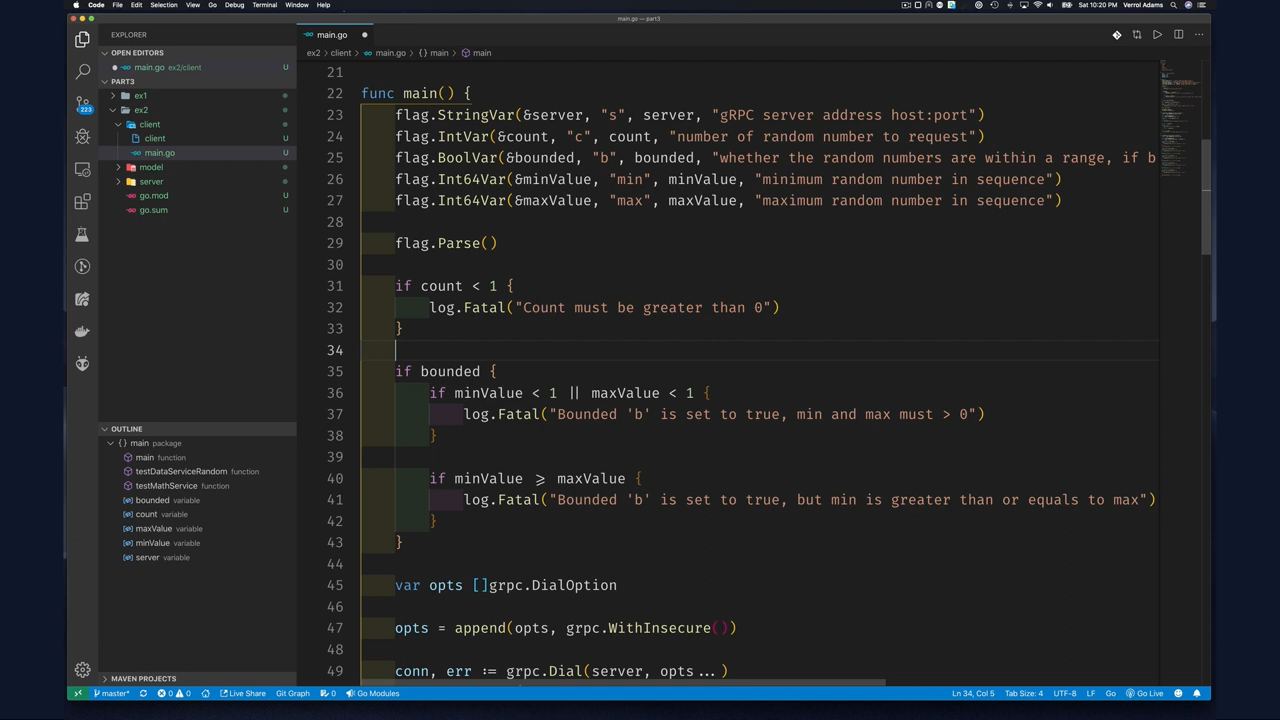 Code File Edit Selection View Go Debug Terminal Window Help
Sat 10:20 PM Verrol Adams
main.go — part3
EXPLORER
OPEN EDITORS
main.go ex2/client U
PART3
ex1
ex2
client
client U
main.go U
model
server
go.mod U
go.sum U
223
OUTLINE
{} main package
main function
testDataServiceRandom function
testMathService function
bounded variable
count variable
maxValue variable
minValue variable
server variable
MAVEN PROJECTS
main.go
ex2 › client › main.go › {} main › main
21
22 func main() {
23 flag.StringVar(&server, "s", server, "gRPC server address host:port")
24 flag.IntVar(&count, "c", count, "number of random number to request")
25 flag.BoolVar(&bounded, "b", bounded, "whether the random numbers are within a range, if b
26 flag.Int64Var(&minValue, "min", minValue, "minimum random number in sequence")
27 flag.Int64Var(&maxValue, "max", maxValue, "maximum random number in sequence")
28
29 flag.Parse()
30
31 if count < 1 {
32 log.Fatal("Count must be greater than 0")
33 }
34
35 if bounded {
36 if minValue < 1 || maxValue < 1 {
37 log.Fatal("Bounded 'b' is set to true, min and max must > 0")
38 }
39
40 if minValue ⩾ maxValue {
41 log.Fatal("Bounded 'b' is set to true, but min is greater than or equals to max")
42 }
43 }
44
45 var opts []grpc.DialOption
46
47 opts = append(opts, grpc.WithInsecure())
48
49 conn, err := grpc.Dial(server, opts...)
master* 0 0 Live Share Git Graph 0 Go Modules
Ln 34, Col 5 Tab Size: 4 UTF-8 LF Go Go Live